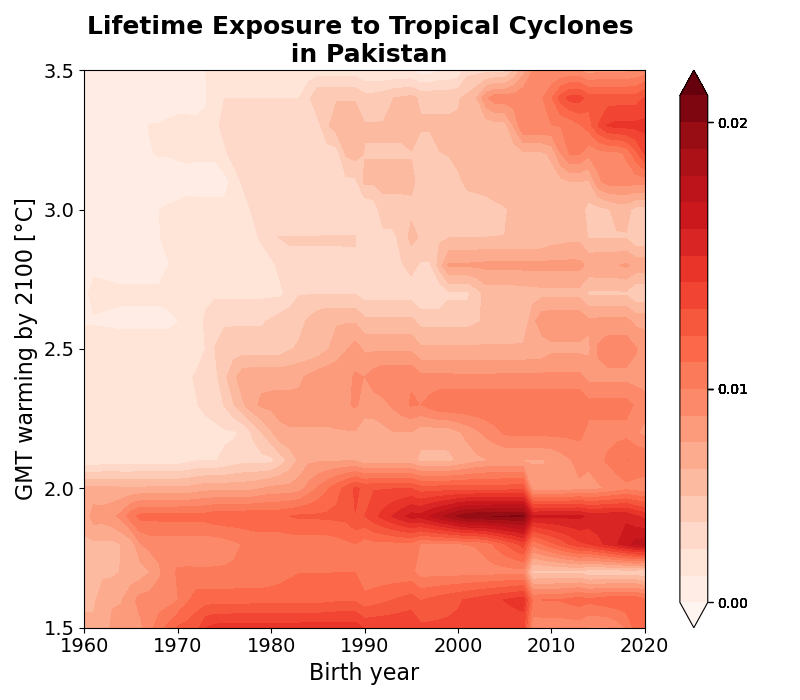 Lifetime Exposure to Tropical Cyclones
in Pakistan
GMT warming by 2100 [°C]
3.5
3.0
2.5
2.0
1.5
1960 1970 1980 1990 2000 2010 2020
Birth year
0.02
0.01
0.00